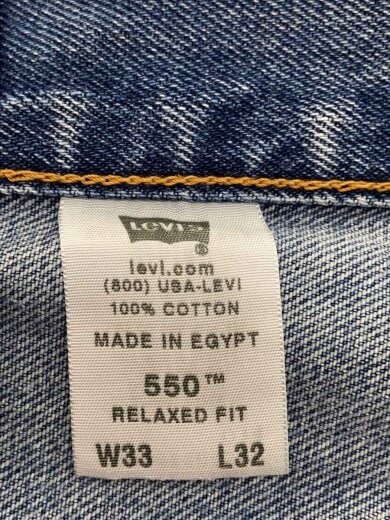 LEVI'S
®
levi.com
(800) USA-LEVI
100% COTTON
MADE IN EGYPT
550™
RELAXED FIT
W33 L32